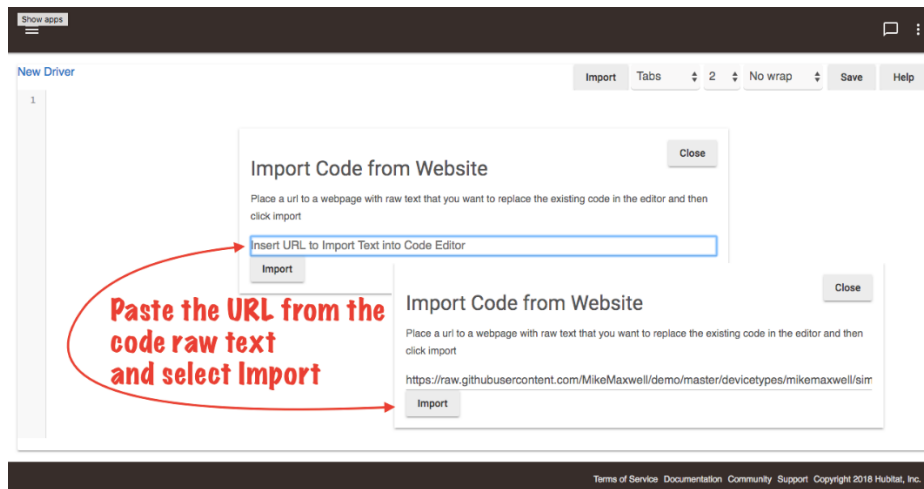 Show apps
New Driver
Import Tabs 2 No wrap Save Help
1
Close
Import Code from Website
Place a url to a webpage with raw text that you want to replace the existing code in the editor and then
click import
Insert URL to Import Text into Code Editor
Import
Paste the URL from the
code raw text
and select Import
Close
Import Code from Website
Place a url to a webpage with raw text that you want to replace the existing code in the editor and then
click import
https://raw.githubusercontent.com/MikeMaxwell/demo/master/devicetypes/mikemaxwell/sim
Import
Terms of Service Documentation Community Support Copyright 2018 Hubitat, Inc.